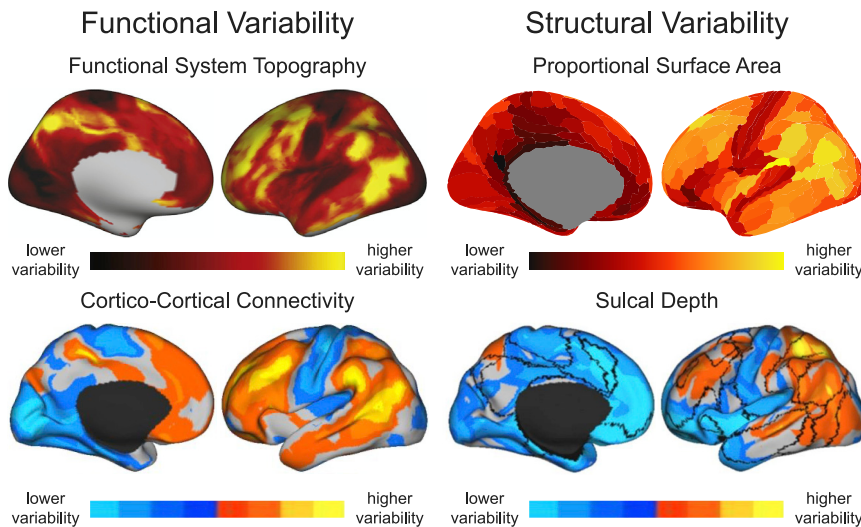 Functional Variability
Structural Variability
Functional System Topography
Proportional Surface Area
lower variability
higher variability
lower variability
higher variability
Cortico-Cortical Connectivity
Sulcal Depth
lower variability
higher variability
lower variability
higher variability